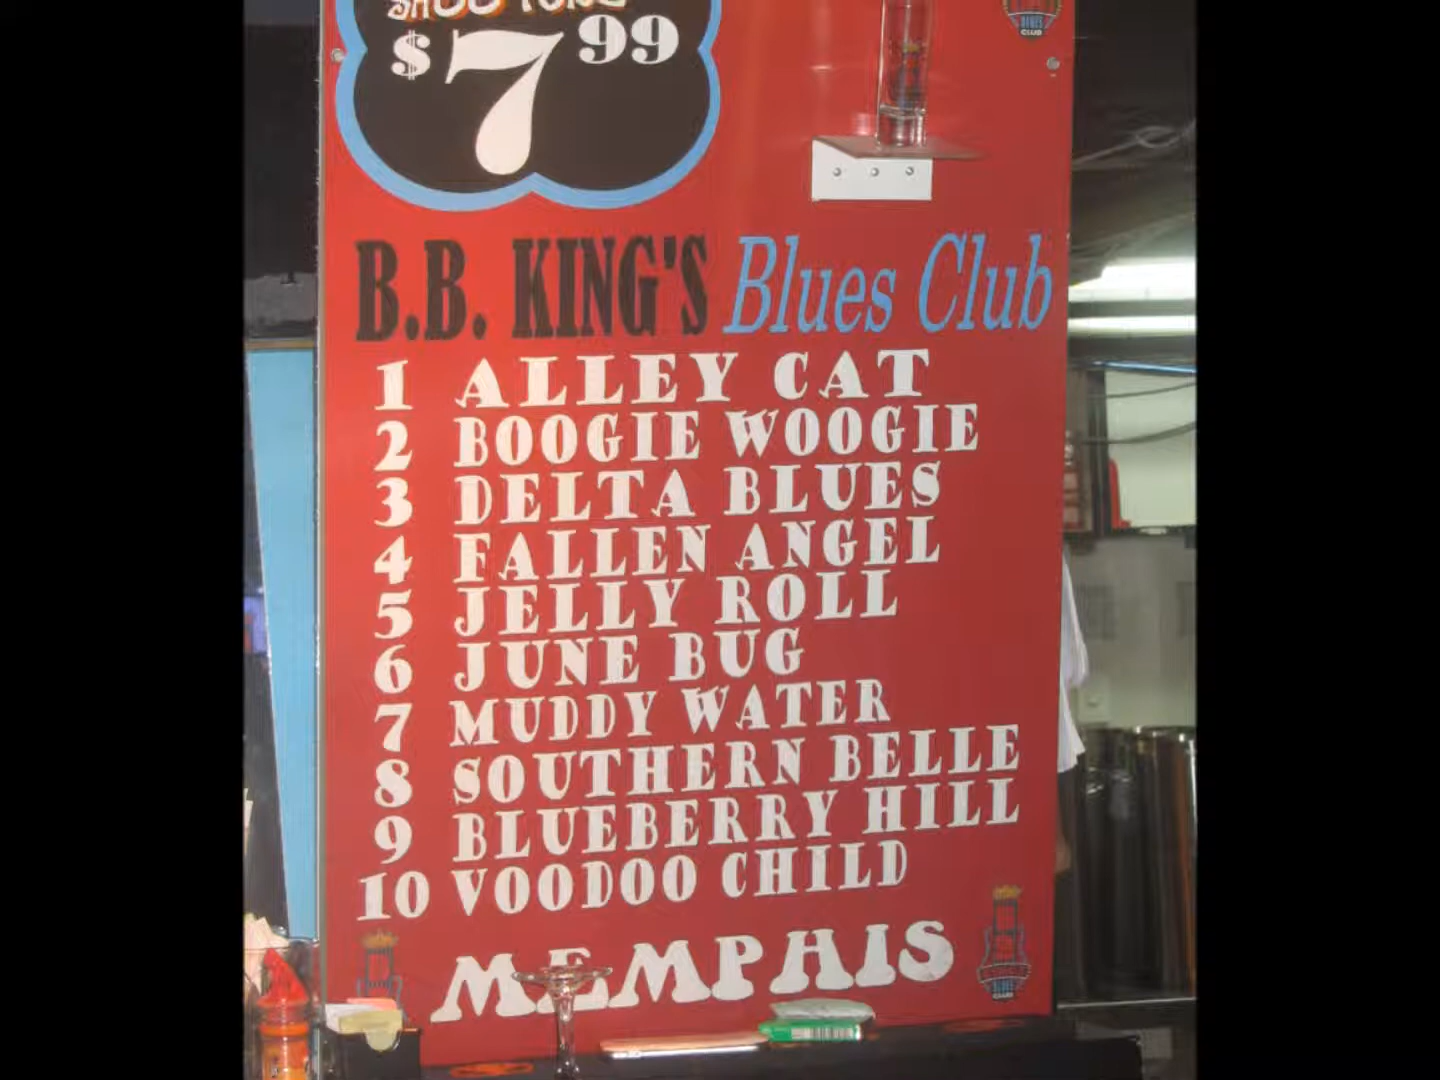 $7.99
B.B. KING'S Blues Club
1 ALLEY CAT
2 BOOGIE WOOGIE
3 DELTA BLUES
4 FALLEN ANGEL
5 JELLY ROLL
6 JUNE BUG
7 MUDDY WATER
8 SOUTHERN BELLE
9 BLUEBERRY HILL
10 VOODOO CHILD
MEMPHIS